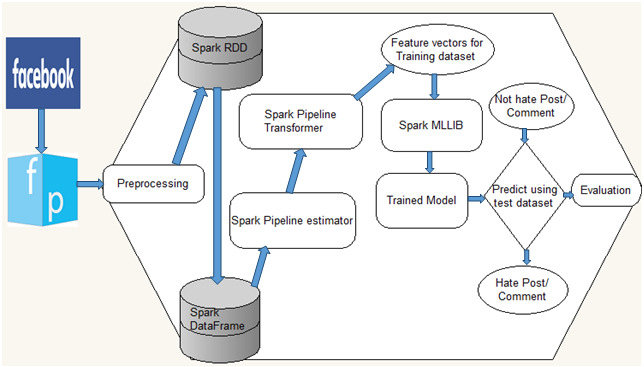 facebook
f
p
Preprocessing
Spark RDD
Spark
DataFrame
Spark Pipeline estimator
Spark Pipeline
Transformer
Feature vectors for
Training dataset
Spark MLLIB
Trained Model
Not hate Post/
Comment
Predict using
test dataset
Hate Post/
Comment
Evaluation